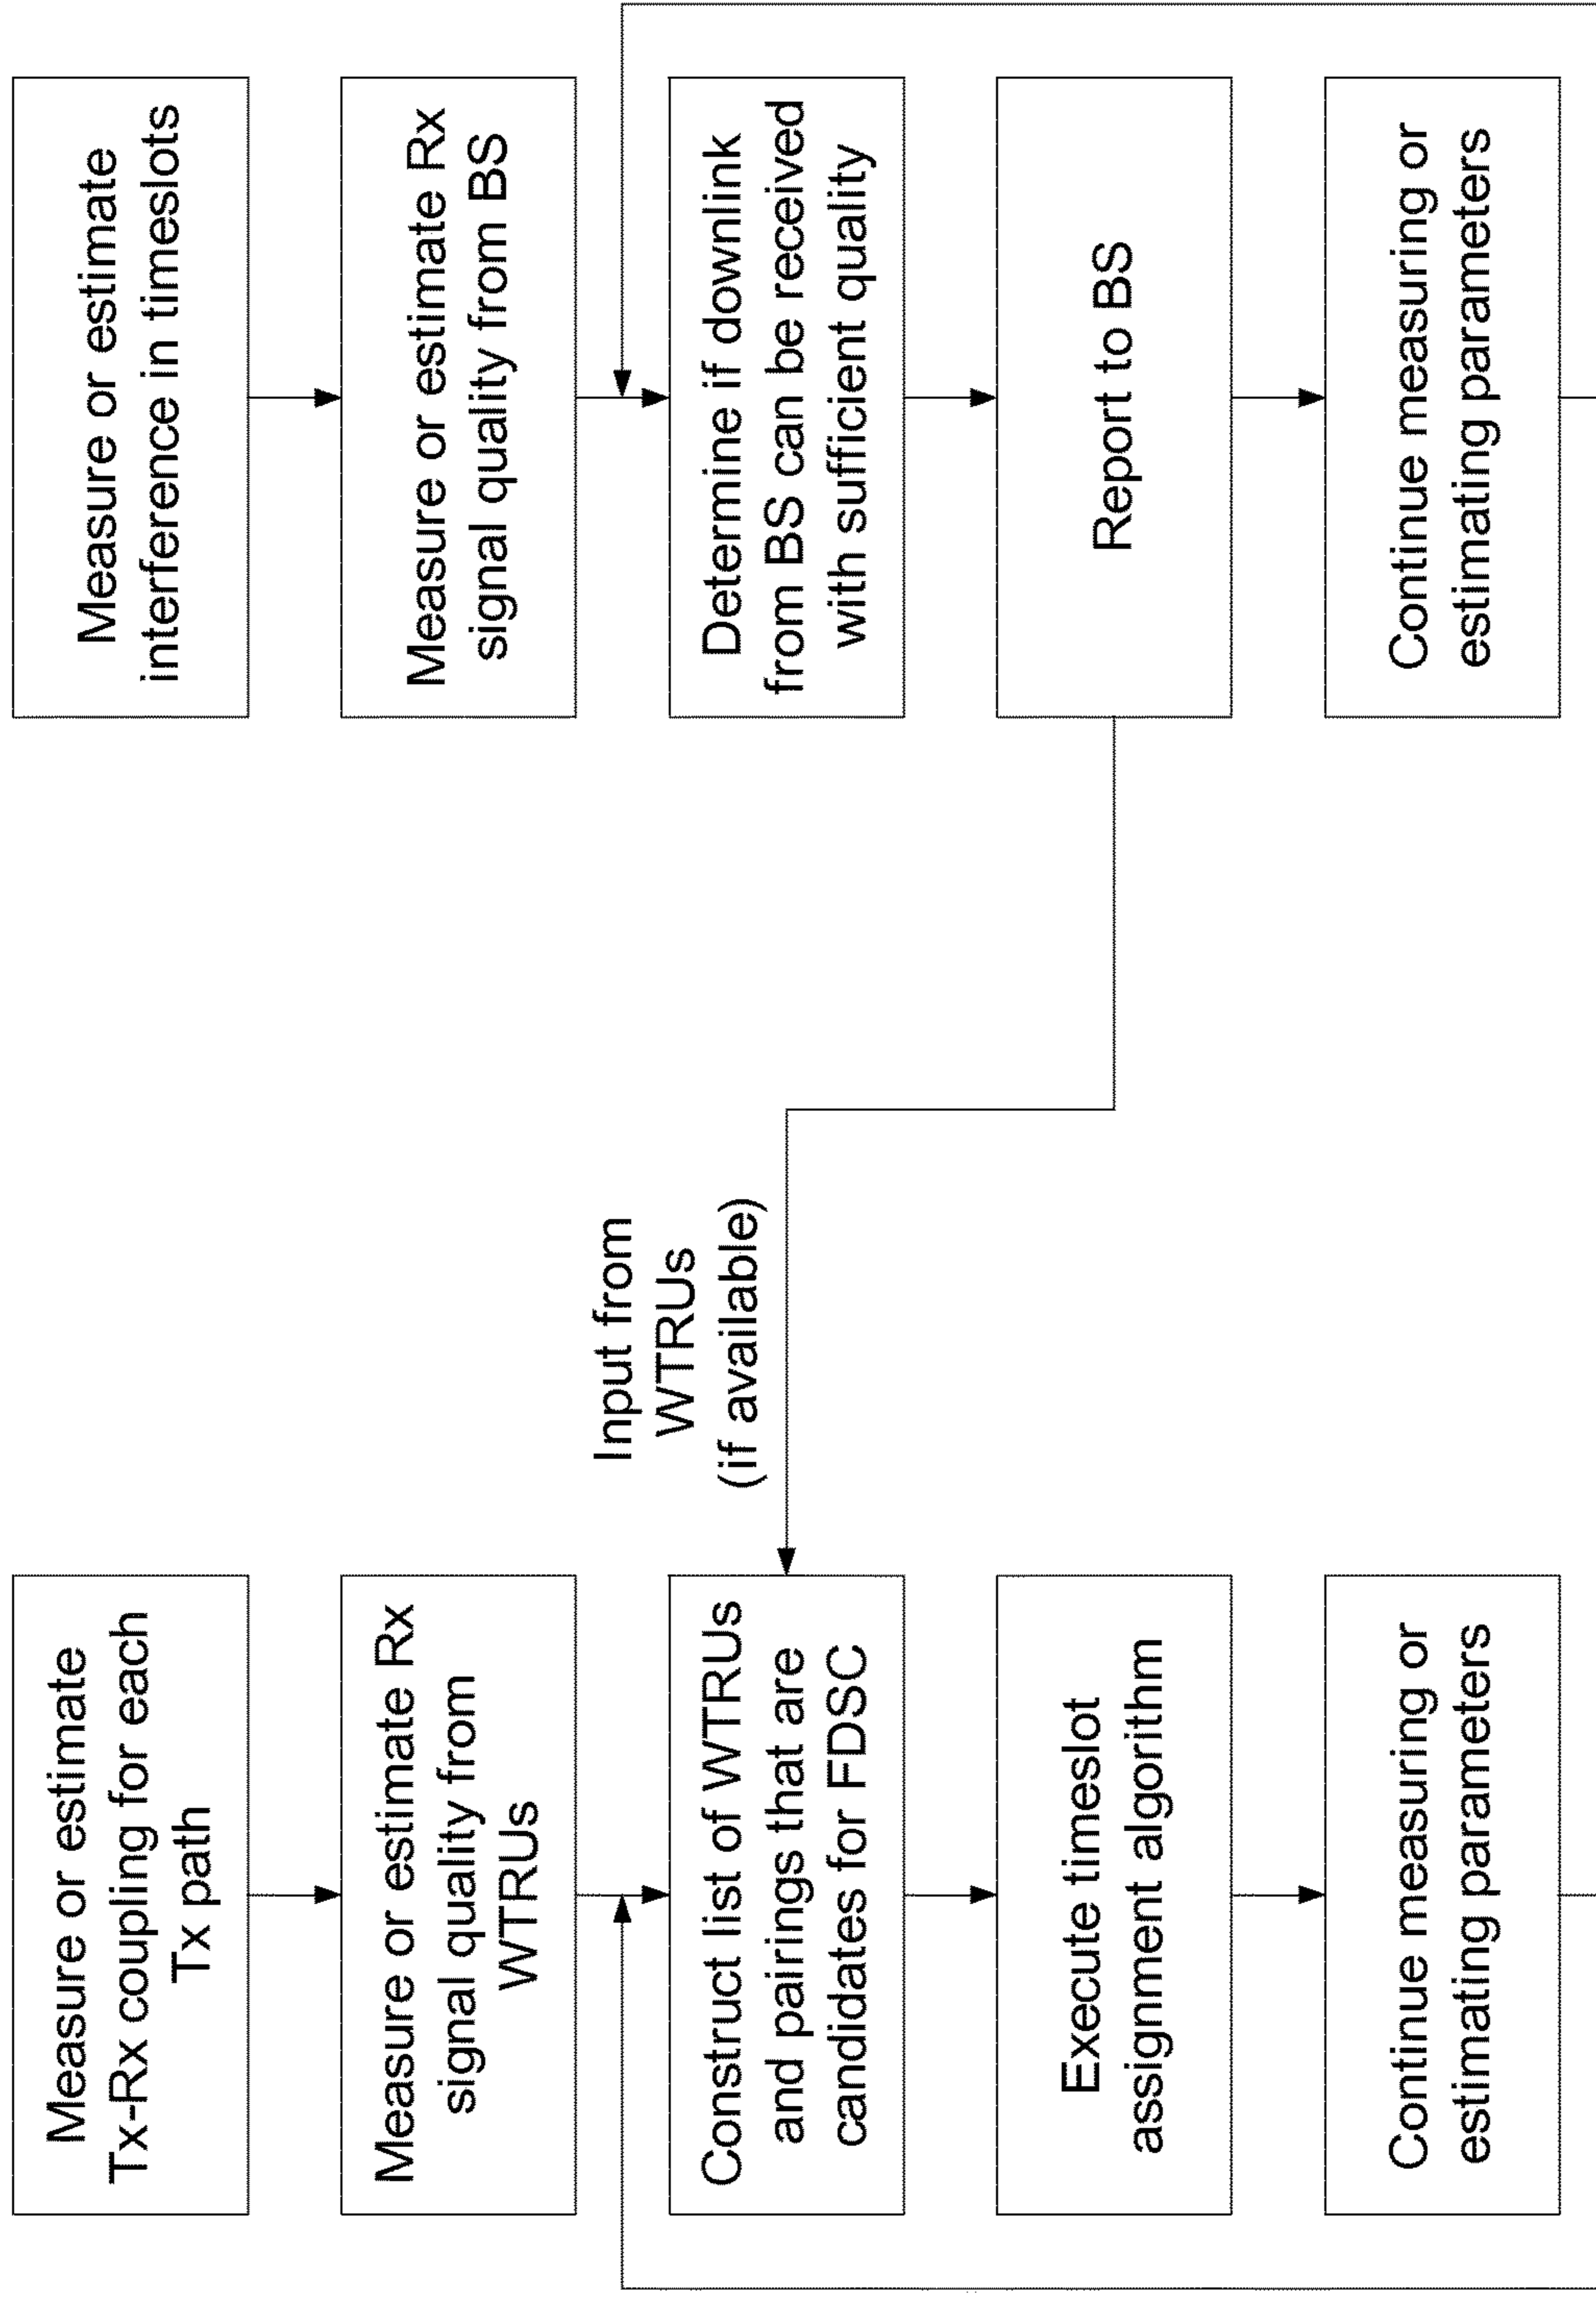 Measure or estimate
Tx-Rx coupling for each
Tx path
Measure or estimate Rx
signal quality from
WTRUs
Construct list of WTRUs
and pairings that are
candidates for FDSC
Execute timeslot
assignment algorithm
Continue measuring or
estimating parameters
Input from
WTRUs
(if available)
Measure or estimate
interference in timeslots
Measure or estimate Rx
signal quality from BS
Determine if downlink
from BS can be received
with sufficient quality
Report to BS
Continue measuring or
estimating parameters